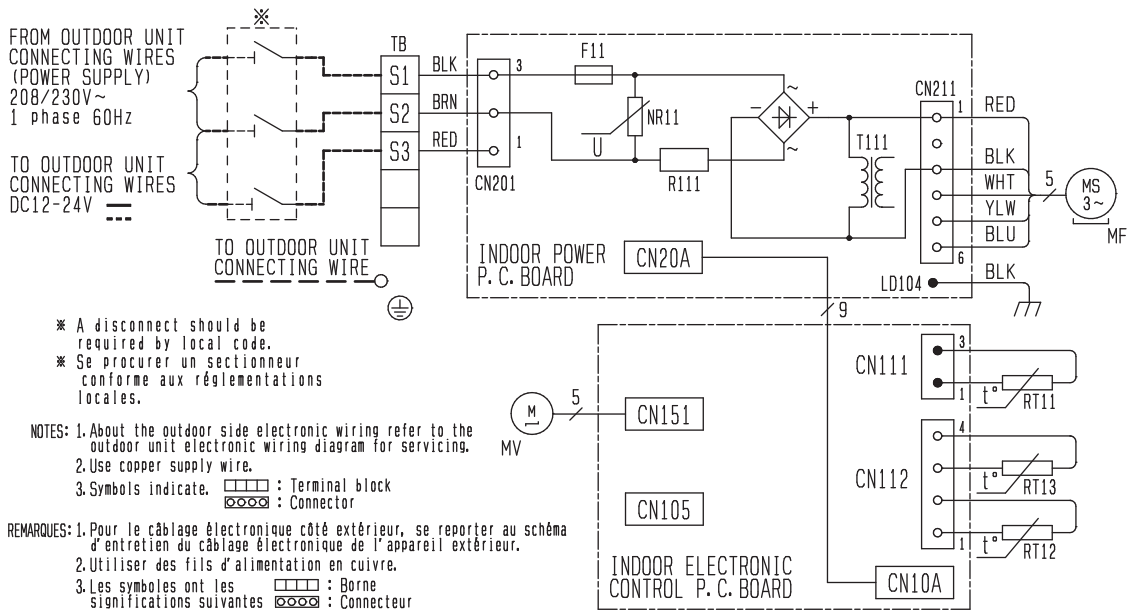 ※
FROM OUTDOOR UNIT
CONNECTING WIRES
(POWER SUPPLY)
208/230V~
1 phase 60Hz
TO OUTDOOR UNIT
CONNECTING WIRES
DC12-24V
TB
S1
S2
S3
BLK
BRN
RED
3
1
CN201
F11
NR11
U
R111
~
-
+
~
T111
CN211
1
6
RED
BLK
WHT
YLW
BLU
5
MS
3~
MF
LD104
BLK
INDOOR POWER
P.C.BOARD
CN20A
9
TO OUTDOOR UNIT
CONNECTING WIRE
※ A disconnect should be
required by local code.
※ Se procurer un sectionneur
conforme aux réglementations
locales.
M
MV
5
CN151
CN105
CN111
3
1
t°
RT11
CN112
4
1
t°
RT13
t°
RT12
INDOOR ELECTRONIC
CONTROL P.C.BOARD
CN10A
NOTES: 1. About the outdoor side electronic wiring refer to the
outdoor unit electronic wiring diagram for servicing.
2. Use copper supply wire.
3. Symbols indicate. : Terminal block
: Connector
REMARQUES: 1. Pour le câblage électronique côté extérieur, se reporter au schéma
d'entretien du câblage électronique de l'appareil extérieur.
2. Utiliser des fils d'alimentation en cuivre.
3. Les symboles ont les : Borne
significations suivantes : Connecteur